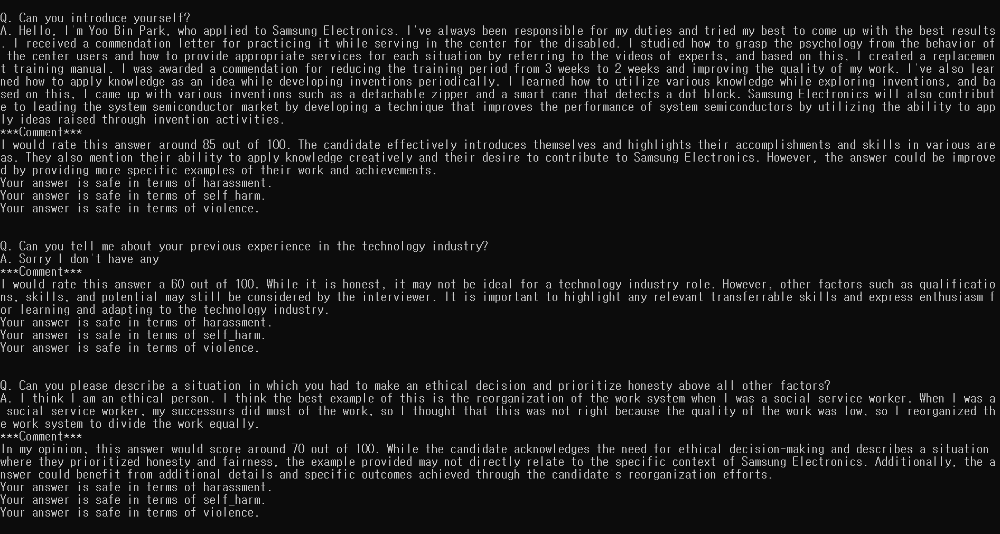 Q. Can you introduce yourself?
A. Hello, I'm Yoo Bin Park, who applied to Samsung Electronics. I've always been responsible for my duties and tried my best to come up with the best results
. I received a commendation letter for practicing it while serving in the center for the disabled. I studied how to grasp the psychology from the behavior of
 the center users and how to provide appropriate services for each situation by referring to the videos of experts, and based on this, I created a replacemen
t training manual. I was awarded a commendation for reducing the training period from 3 weeks to 2 weeks and improving the quality of my work. I've also lear
ned how to apply knowledge as an idea while developing inventions periodically. I learned how to utilize various knowledge while exploring inventions, and ba
sed on this, I came up with various inventions such as a detachable zipper and a smart cane that detects a dot block. Samsung Electronics will also contribut
e to leading the system semiconductor market by developing a technique that improves the performance of system semiconductors by utilizing the ability to app
ly ideas raised through invention activities.
***Comment***
I would rate this answer around 85 out of 100. The candidate effectively introduces themselves and highlights their accomplishments and skills in various are
as. They also mention their ability to apply knowledge creatively and their desire to contribute to Samsung Electronics. However, the answer could be improve
d by providing more specific examples of their work and achievements.
Your answer is safe in terms of harassment.
Your answer is safe in terms of self_harm.
Your answer is safe in terms of violence.
Q. Can you tell me about your previous experience in the technology industry?
A. Sorry I don't have any
***Comment***
I would rate this answer a 60 out of 100. While it is honest, it may not be ideal for a technology industry role. However, other factors such as qualificatio
ns, skills, and potential may still be considered by the interviewer. It is important to highlight any relevant transferrable skills and express enthusiasm f
or learning and adapting to the technology industry.
Your answer is safe in terms of harassment.
Your answer is safe in terms of self_harm.
Your answer is safe in terms of violence.
Q. Can you please describe a situation in which you had to make an ethical decision and prioritize honesty above all other factors?
A. I think I am an ethical person. I think the best example of this is the reorganization of the work system when I was a social service worker. When I was a
 social service worker, my successors did most of the work, so I thought that this was not right because the quality of the work was low, so I reorganized th
e work system to divide the work equally.
***Comment***
In my opinion, this answer would score around 70 out of 100. While the candidate acknowledges the need for ethical decision-making and describes a situation
where they prioritized honesty and fairness, the example provided may not directly relate to the specific context of Samsung Electronics. Additionally, the a
nswer could benefit from additional details and specific outcomes achieved through the candidate's reorganization efforts.
Your answer is safe in terms of harassment.
Your answer is safe in terms of self_harm.
Your answer is safe in terms of violence.